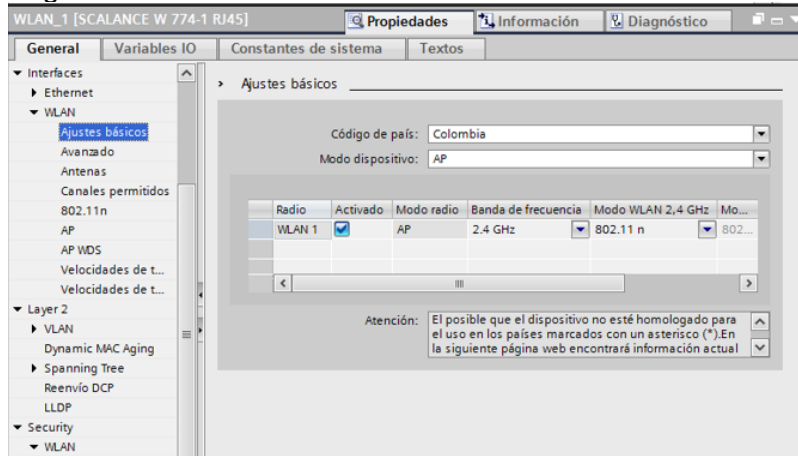 WLAN_1 [SCALANCE W 774-1 RJ45]
Propiedades
Información
Diagnóstico
General
Variables IO
Constantes de sistema
Textos
Interfaces
Ethernet
WLAN
Ajustes básicos
Avanzado
Antenas
Canales permitidos
802.11n
AP
AP WDS
Velocidades de t...
Velocidades de t...
Layer 2
VLAN
Dynamic MAC Aging
Spanning Tree
Reenvío DCP
LLDP
Security
WLAN
Ajustes básicos
Código de país: Colombia
Modo dispositivo: AP
Radio Activado Modo radio Banda de frecuencia Modo WLAN 2,4 GHz Mo...
WLAN 1 AP 2.4 GHz 802.11 n 802...
Atención: El posible que el dispositivo no esté homologado para
el uso en los países marcados con un asterisco (*).En
la siguiente página web encontrará información actual